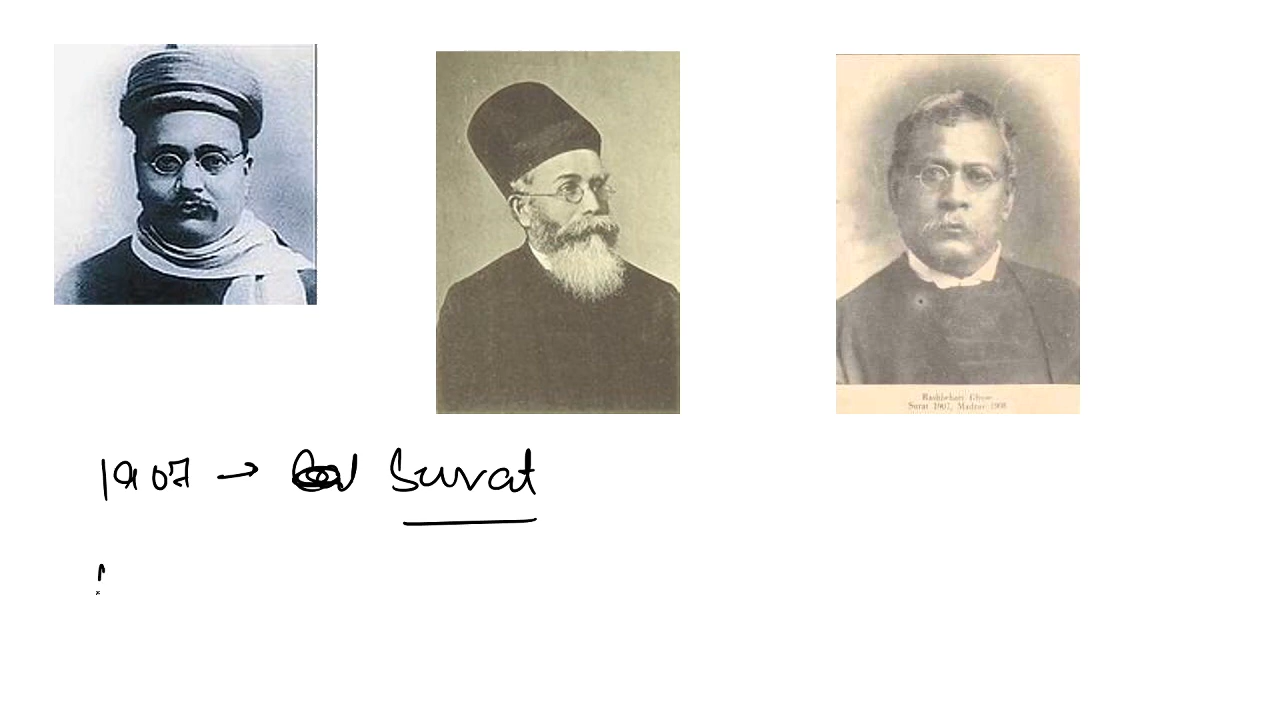 Rashbehari Ghose
Surat 1907, Madras 1908
1907 → Surat